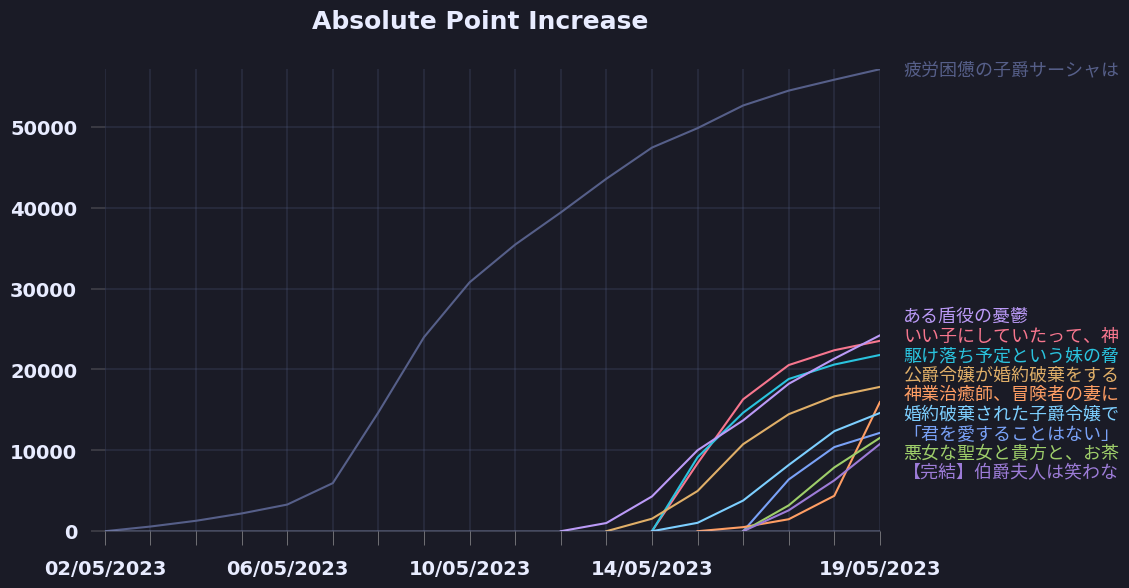 Absolute Point Increase
疲労困憊の子爵サーシャは
50000
40000
30000
ある盾役の憂鬱
いい子にしていたって、神
駆け落ち予定という妹の脅
20000
公爵令嬢が婚約破棄をする
神業治癒師、冒険者の妻に
婚約破棄された子爵令嬢で
「君を愛することはない」
10000
悪女な聖女と貴方と、お茶
【完結】伯爵夫人は笑わな
0
02/05/2023 06/05/2023 10/05/2023 14/05/2023 19/05/2023